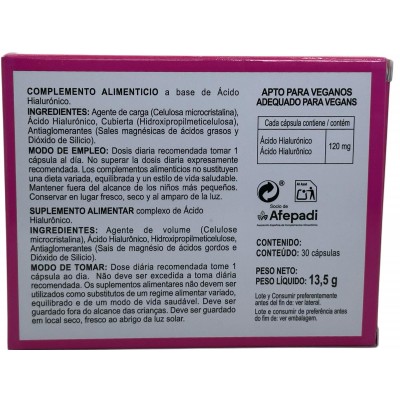 COMPLEMENTO ALIMENTICIO a base de Ácido
Hialurónico.
INGREDIENTES: Agente de carga (Celulosa microcristalina),
Ácido Hialurónico, Cubierta (Hidroxipropilmeticelulosa),
Antiaglomerantes (Sales magnésicas de ácidos grasos y
Dióxido de Silicio).
MODO DE EMPLEO: Dosis diaria recomendada tomar 1
cápsula al día. No superar la dosis diaria expresamente
recomendada. Los complementos alimenticios no sustituyen
una dieta variada, equilibrada y un estilo de vida saludable.
Mantener fuera del alcance de los niños más pequeños.
Conservar en lugar fresco, seco y al amparo de la luz.
SUPLEMENTO ALIMENTAR complexo de Ácido
Hialurónico.
INGREDIENTES: Agente de volume (Celulose
microcristalina), Ácido Hialurônico, Hidroxipropilmetilcelulose,
Antiaglomerantes (Sais de magnésio de ácidos gordos e
Dióxido de Silício).
MODO DE TOMAR: Dose diária recomendada tome 1
cápsula ao dia. Não deve ser excedida a toma diária
recomendada. Os suplementos alimentares não devem ser
utilizados como substitutos de um regime alimentar variado,
equilibrado e de um modo de vida saudável. Deve ser
guardado fora do alcance das crianças. Deve ser guardado
em local seco, fresco ao abrigo da luz solar.
APTO PARA VEGANOS
ADEQUADO PARA VEGANS
Cada cápsula contiene / contém
Ácido Hialurónico
Ácido Hialurônico
120 mg
Socio de
Afepadi
CONTENIDO:
CONTEÚDO: 30 cápsulas
PESO NETO:
PESO LÍQUIDO: 13,5 g
Lote y Consumir preferentemente
antes del fin de: ver lateral.
Lote e consumir de preferência antes
do fim de: ver embalagem.